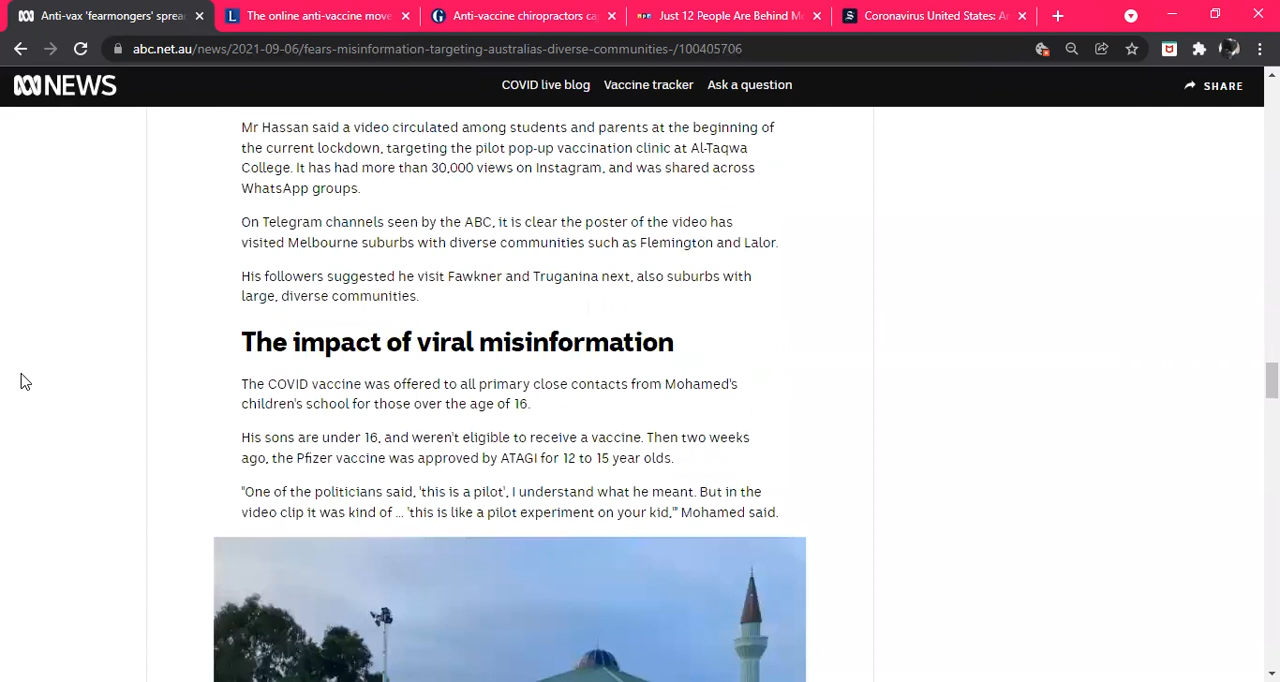 Anti-vax 'fearmongers' sprea
The online anti-vaccine move
Anti-vaccine chiropractors ca
Just 12 People Are Behind M
Coronavirus United States: A
abc.net.au/news/2021-09-06/fears-misinformation-targeting-australias-diverse-communities-/100405706
NEWS
COVID live blog Vaccine tracker Ask a question
SHARE
Mr Hassan said a video circulated among students and parents at the beginning of
the current lockdown, targeting the pilot pop-up vaccination clinic at Al-Taqwa
College. It has had more than 30,000 views on Instagram, and was shared across
WhatsApp groups.
On Telegram channels seen by the ABC, it is clear the poster of the video has
visited Melbourne suburbs with diverse communities such as Flemington and Lalor.
His followers suggested he visit Fawkner and Truganina next, also suburbs with
large, diverse communities.
The impact of viral misinformation
The COVID vaccine was offered to all primary close contacts from Mohamed's
children's school for those over the age of 16.
His sons are under 16, and weren't eligible to receive a vaccine. Then two weeks
ago, the Pfizer vaccine was approved by ATAGI for 12 to 15 year olds.
"One of the politicians said, 'this is a pilot', I understand what he meant. But in the
video clip it was kind of ... 'this is like a pilot experiment on your kid,'" Mohamed said.